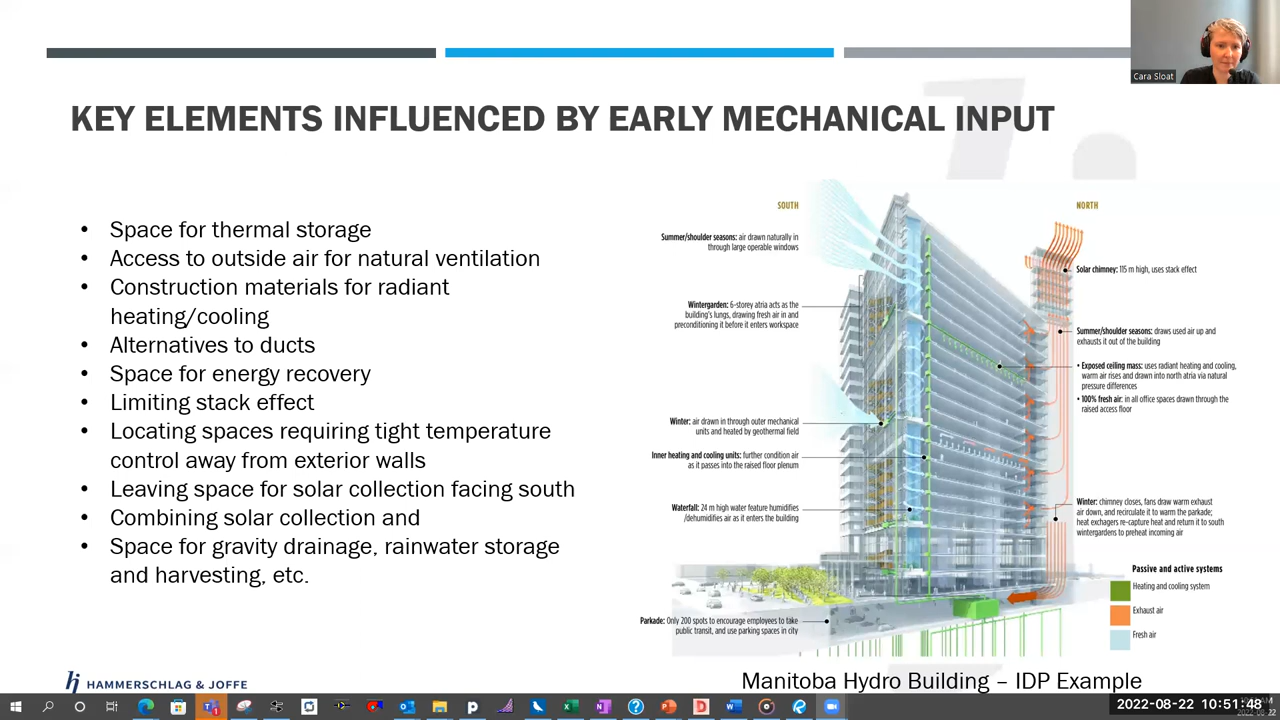 Cara Sloat
KEY ELEMENTS INFLUENCED BY EARLY MECHANICAL INPUT
• Space for thermal storage
• Access to outside air for natural ventilation
• Construction materials for radiant
heating/cooling
• Alternatives to ducts
• Space for energy recovery
• Limiting stack effect
• Locating spaces requiring tight temperature
control away from exterior walls
• Leaving space for solar collection facing south
• Combining solar collection and
• Space for gravity drainage, rainwater storage
and harvesting, etc.
SOUTH
Summer/shoulder seasons: air drawn naturally in
through large operable windows
Wintergarden: 6-storey atria acts as the
building's lungs, drawing fresh air in and
preconditioning it before it enters workspace
Winter: air drawn in through outer mechanical
units and heated by geothermal field
Inner heating and cooling units: further condition air
as it passes into the raised floor plenum
Waterfall: 24 m high water feature humidifies
/dehumidifies air as it enters the building
Parkade: Only 200 spots to encourage employees to take
public transit, and use parking spaces in city
NORTH
Solar chimney: 115 m high, uses stack effect
Summer/shoulder seasons: draws used air up and
exhausts it out of the building
• Exposed ceiling mass: uses radiant heating and cooling,
warm air rises and drawn into north atria via natural
pressure differences
• 100% fresh air: in all office spaces drawn through the
raised access floor
Winter: chimney closes, fans draw warm exhaust
air down, and recirculate it to warm the parkade;
heat exchagers re-capture heat and return it to south
wintergardens to preheat incoming air
Passive and active systems
Heating and cooling system
Exhaust air
Fresh air
hj HAMMERSCHLAG & JOFFE
Manitoba Hydro Building – IDP Example
2022-08-22 10:51:48